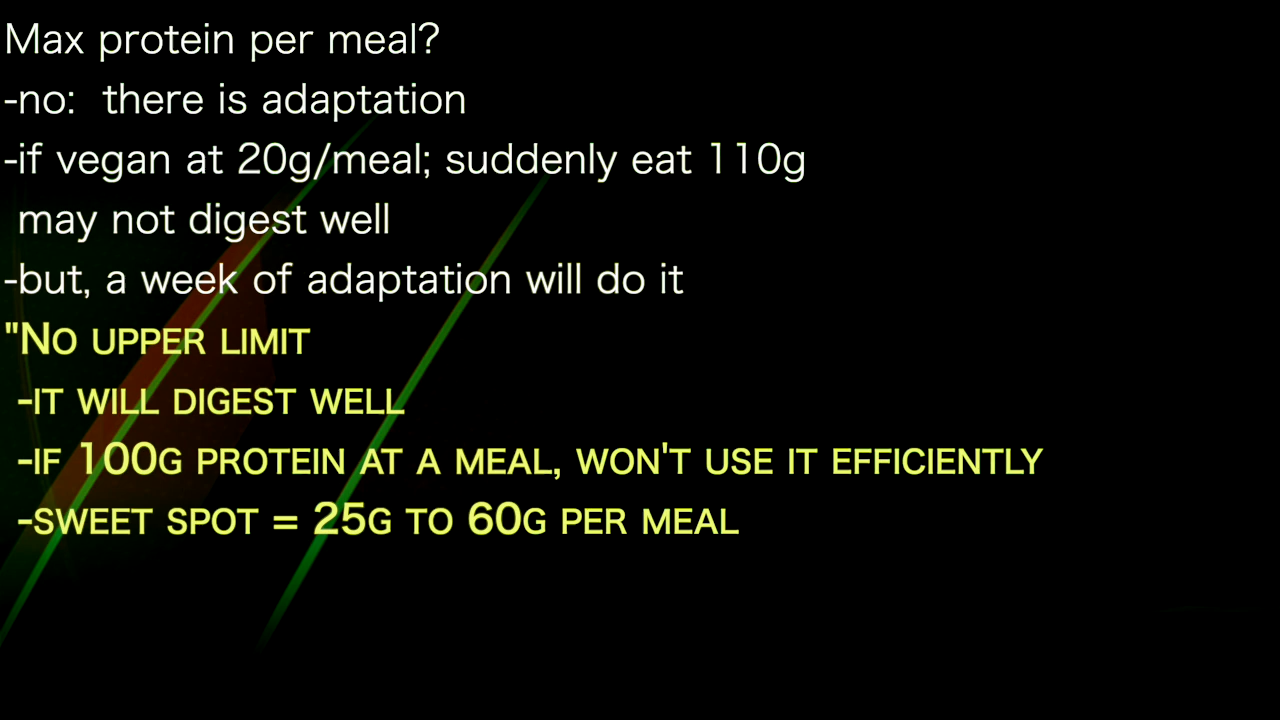 Max protein per meal?
-no:  there is adaptation
-if vegan at 20g/meal; suddenly eat 110g
may not digest well
-but, a week of adaptation will do it
"No upper limit
-it will digest well
-if 100g protein at a meal, won't use it efficiently
-sweet spot = 25g to 60g per meal